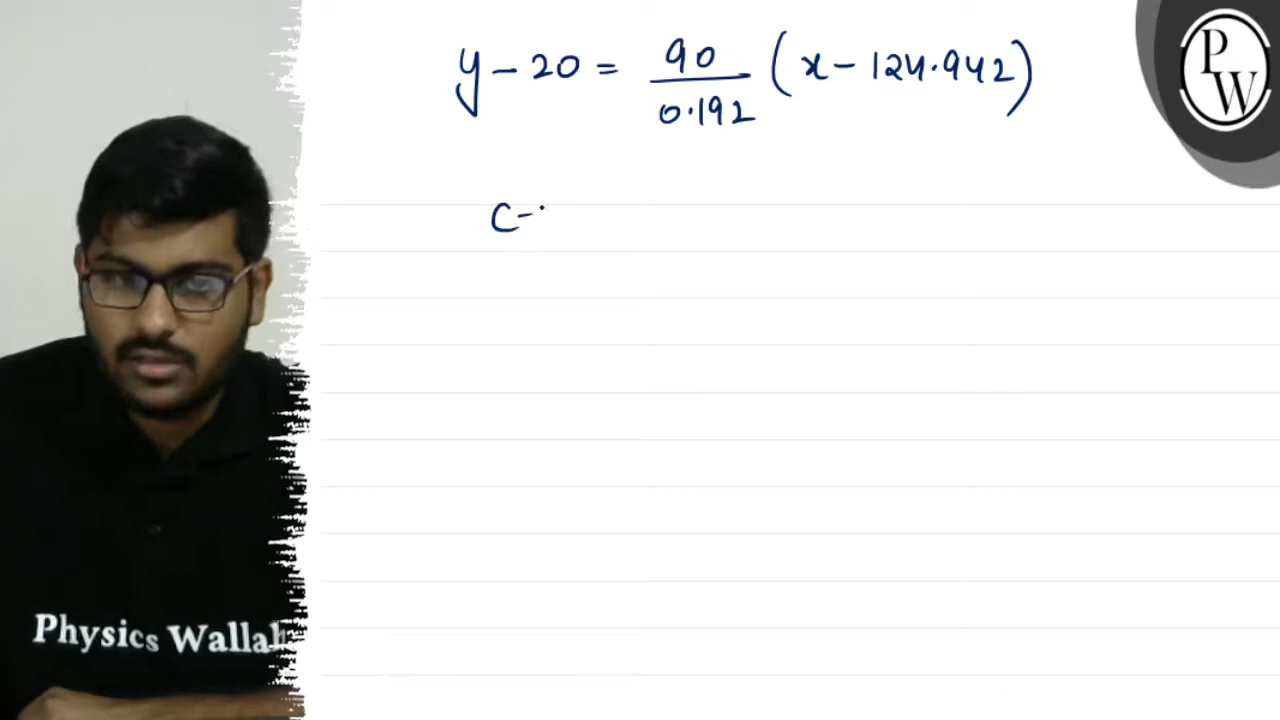 y - 20 = 90/0.192 (x - 124.942)
C-
PW
Physics Wallah